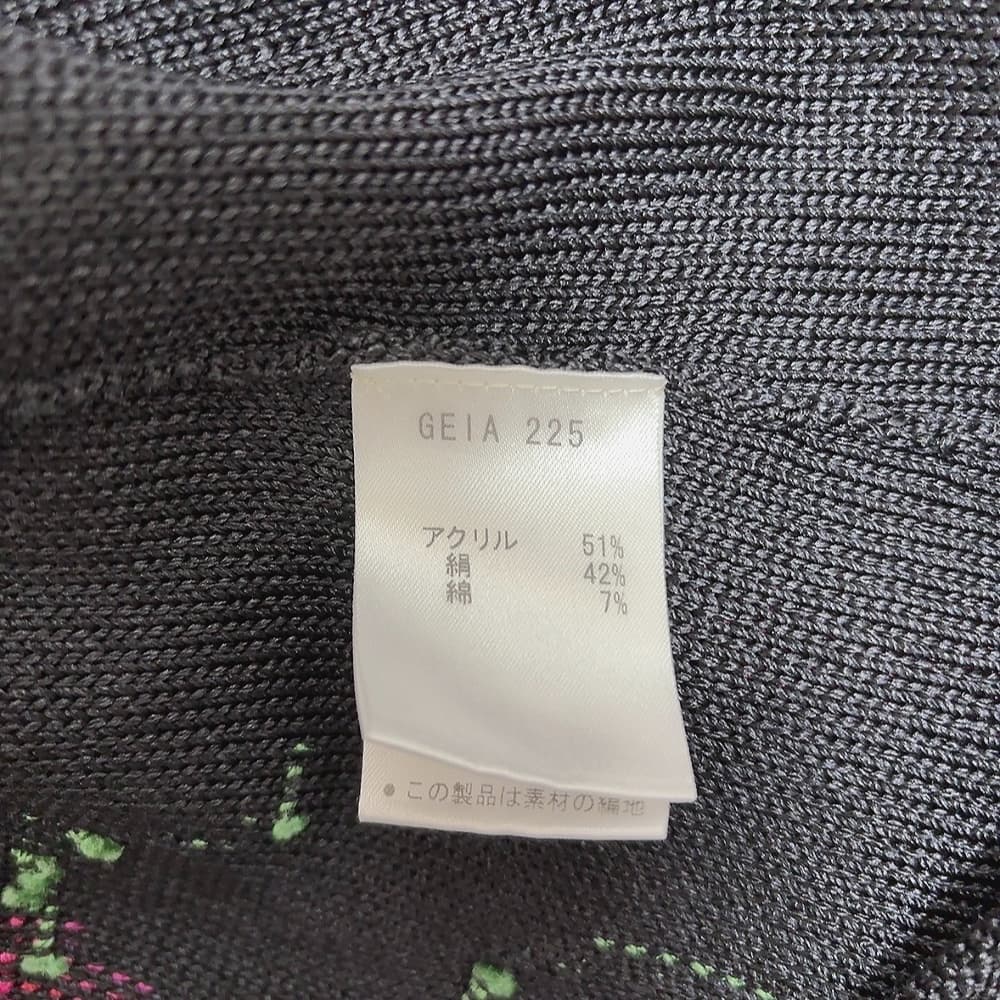 GEIA 225
アクリル 51%
絹 42%
綿 7%
●この製品は素材の編地